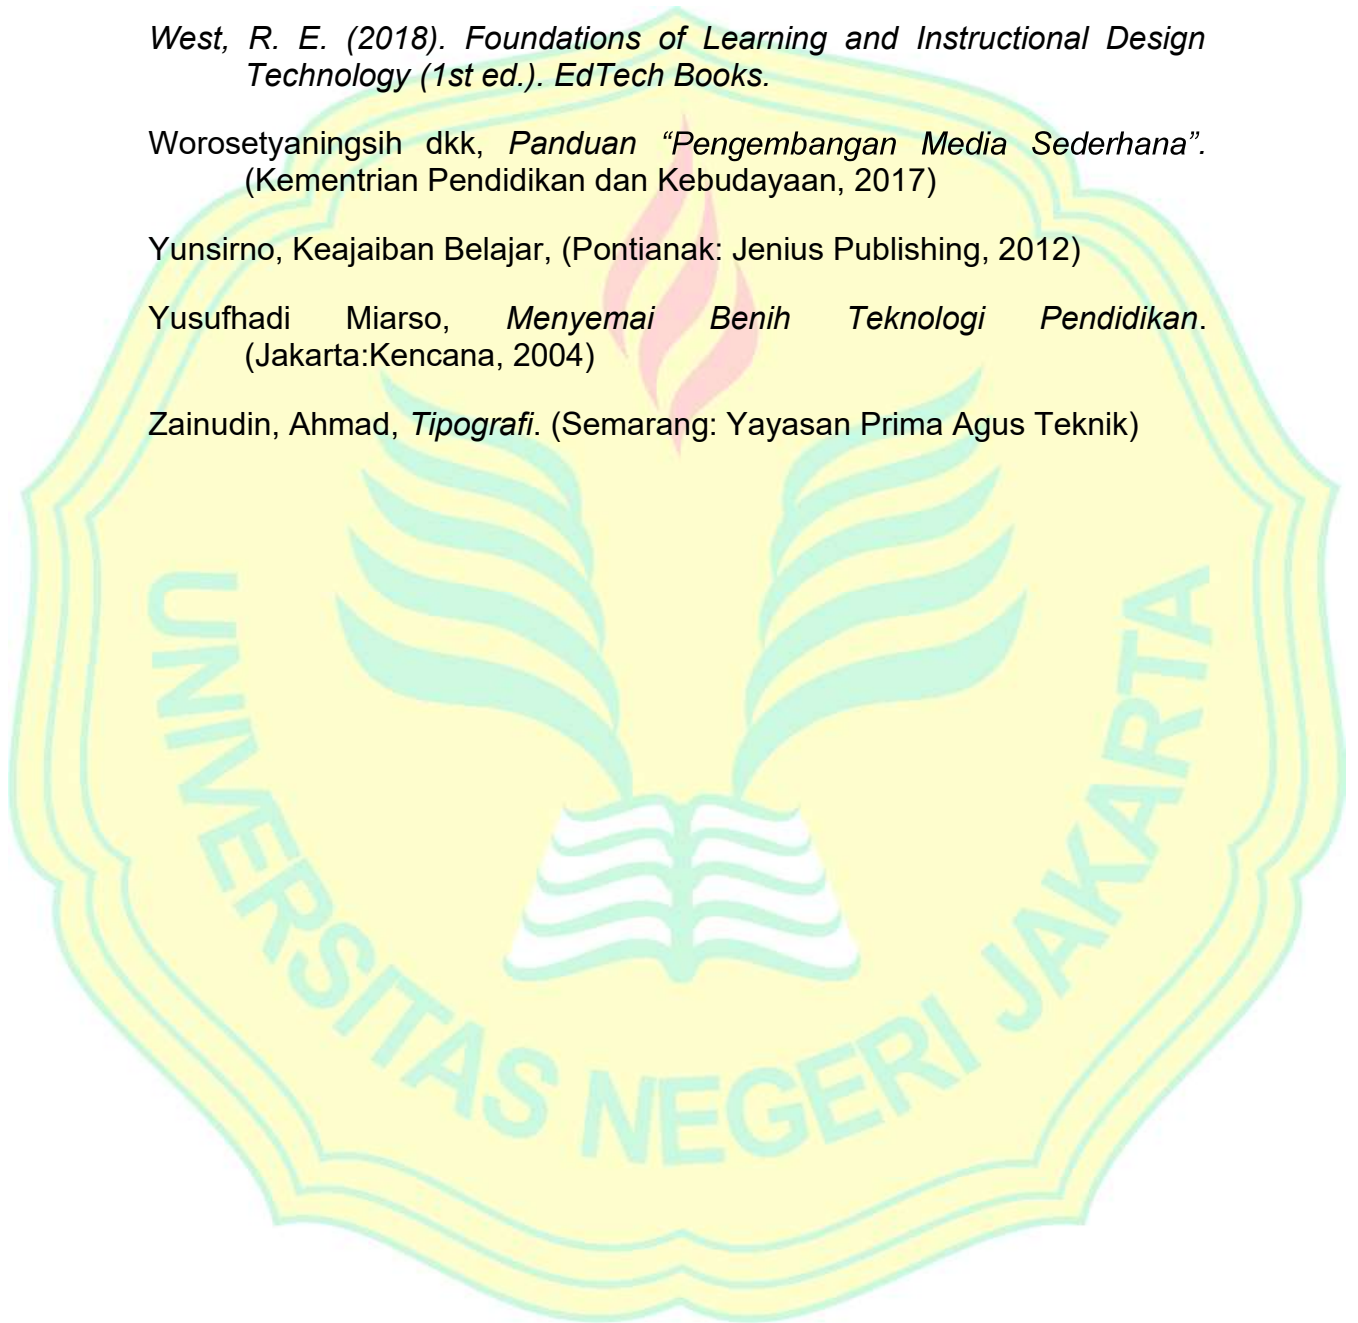 West, R. E. (2018). Foundations of Learning and Instructional Design
Technology (1st ed.). EdTech Books.
Worosetyaningsih dkk, Panduan “Pengembangan Media Sederhana”.
(Kementrian Pendidikan dan Kebudayaan, 2017)
Yunsirno, Keajaiban Belajar, (Pontianak: Jenius Publishing, 2012)
Yusufhadi Miarso, Menyemai Benih Teknologi Pendidikan.
(Jakarta:Kencana, 2004)
Zainudin, Ahmad, Tipografi. (Semarang: Yayasan Prima Agus Teknik)
UNIVERSITAS NEGERI JAKARTA